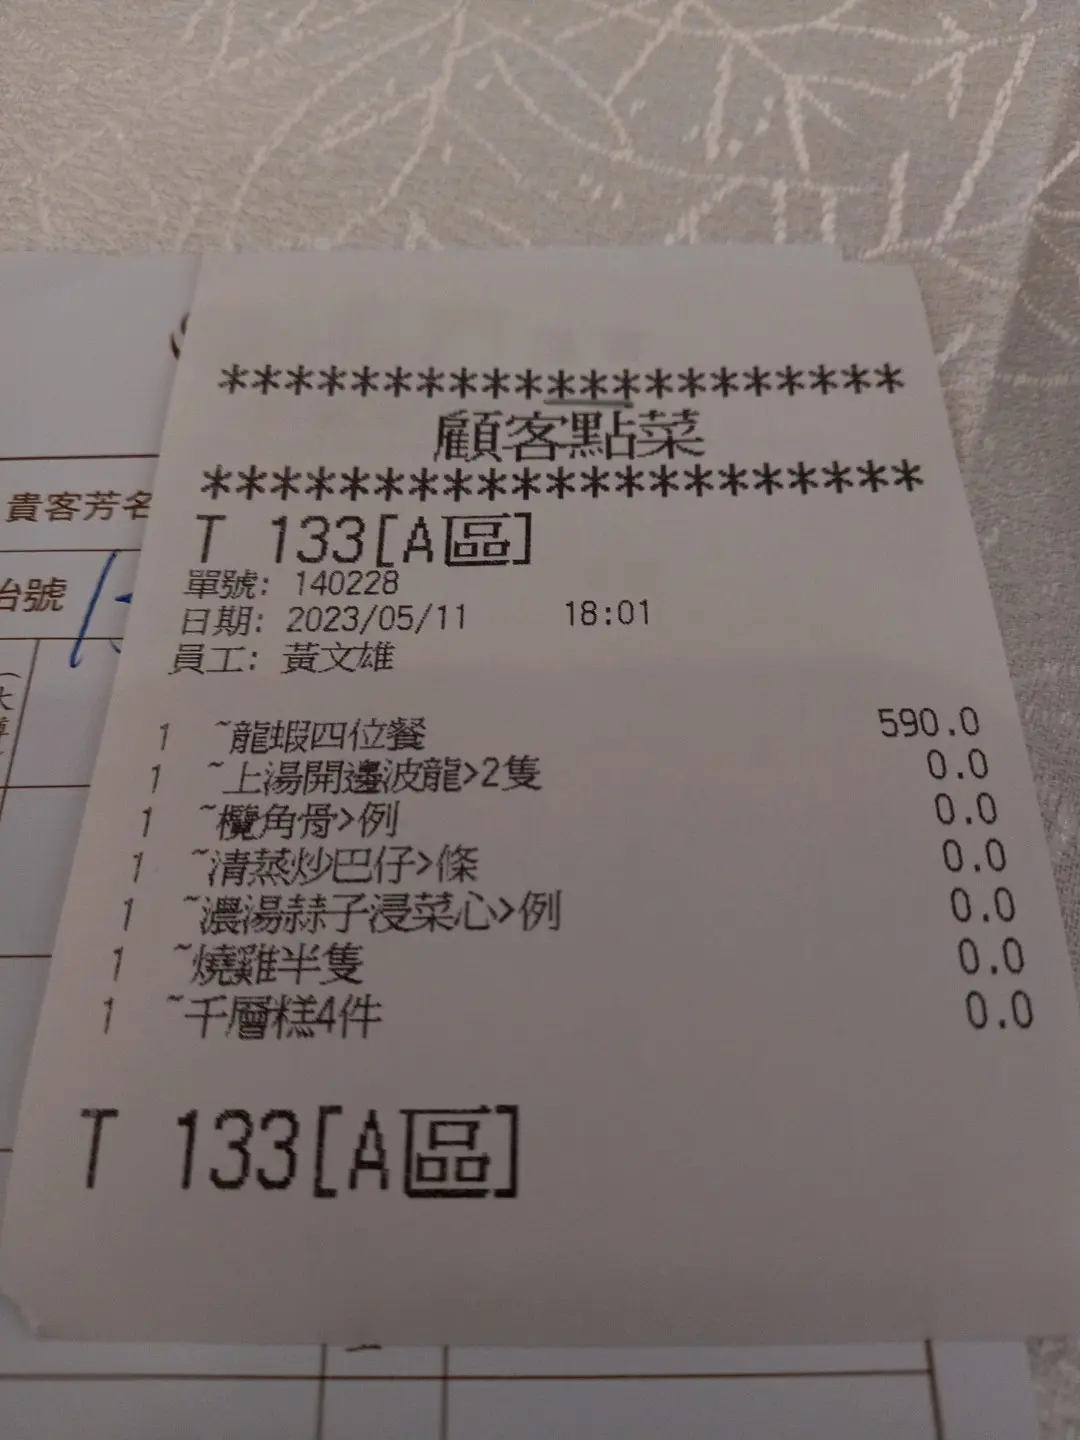 *********************
顧客點菜
*********************
T 133[A區]
單號: 140228
日期: 2023/05/11 18:01
員工: 黃文雄
1 ~龍蝦四位餐 590.0
1 ~上湯開邊波龍>2隻 0.0
1 ~欖角骨>例 0.0
1 ~清蒸炒巴仔>條 0.0
1 ~濃湯蒜子浸菜心>例 0.0
1 ~燒雞半隻 0.0
1 ~千層糕4件 0.0
T 133[A區]
貴客芳名
枱號